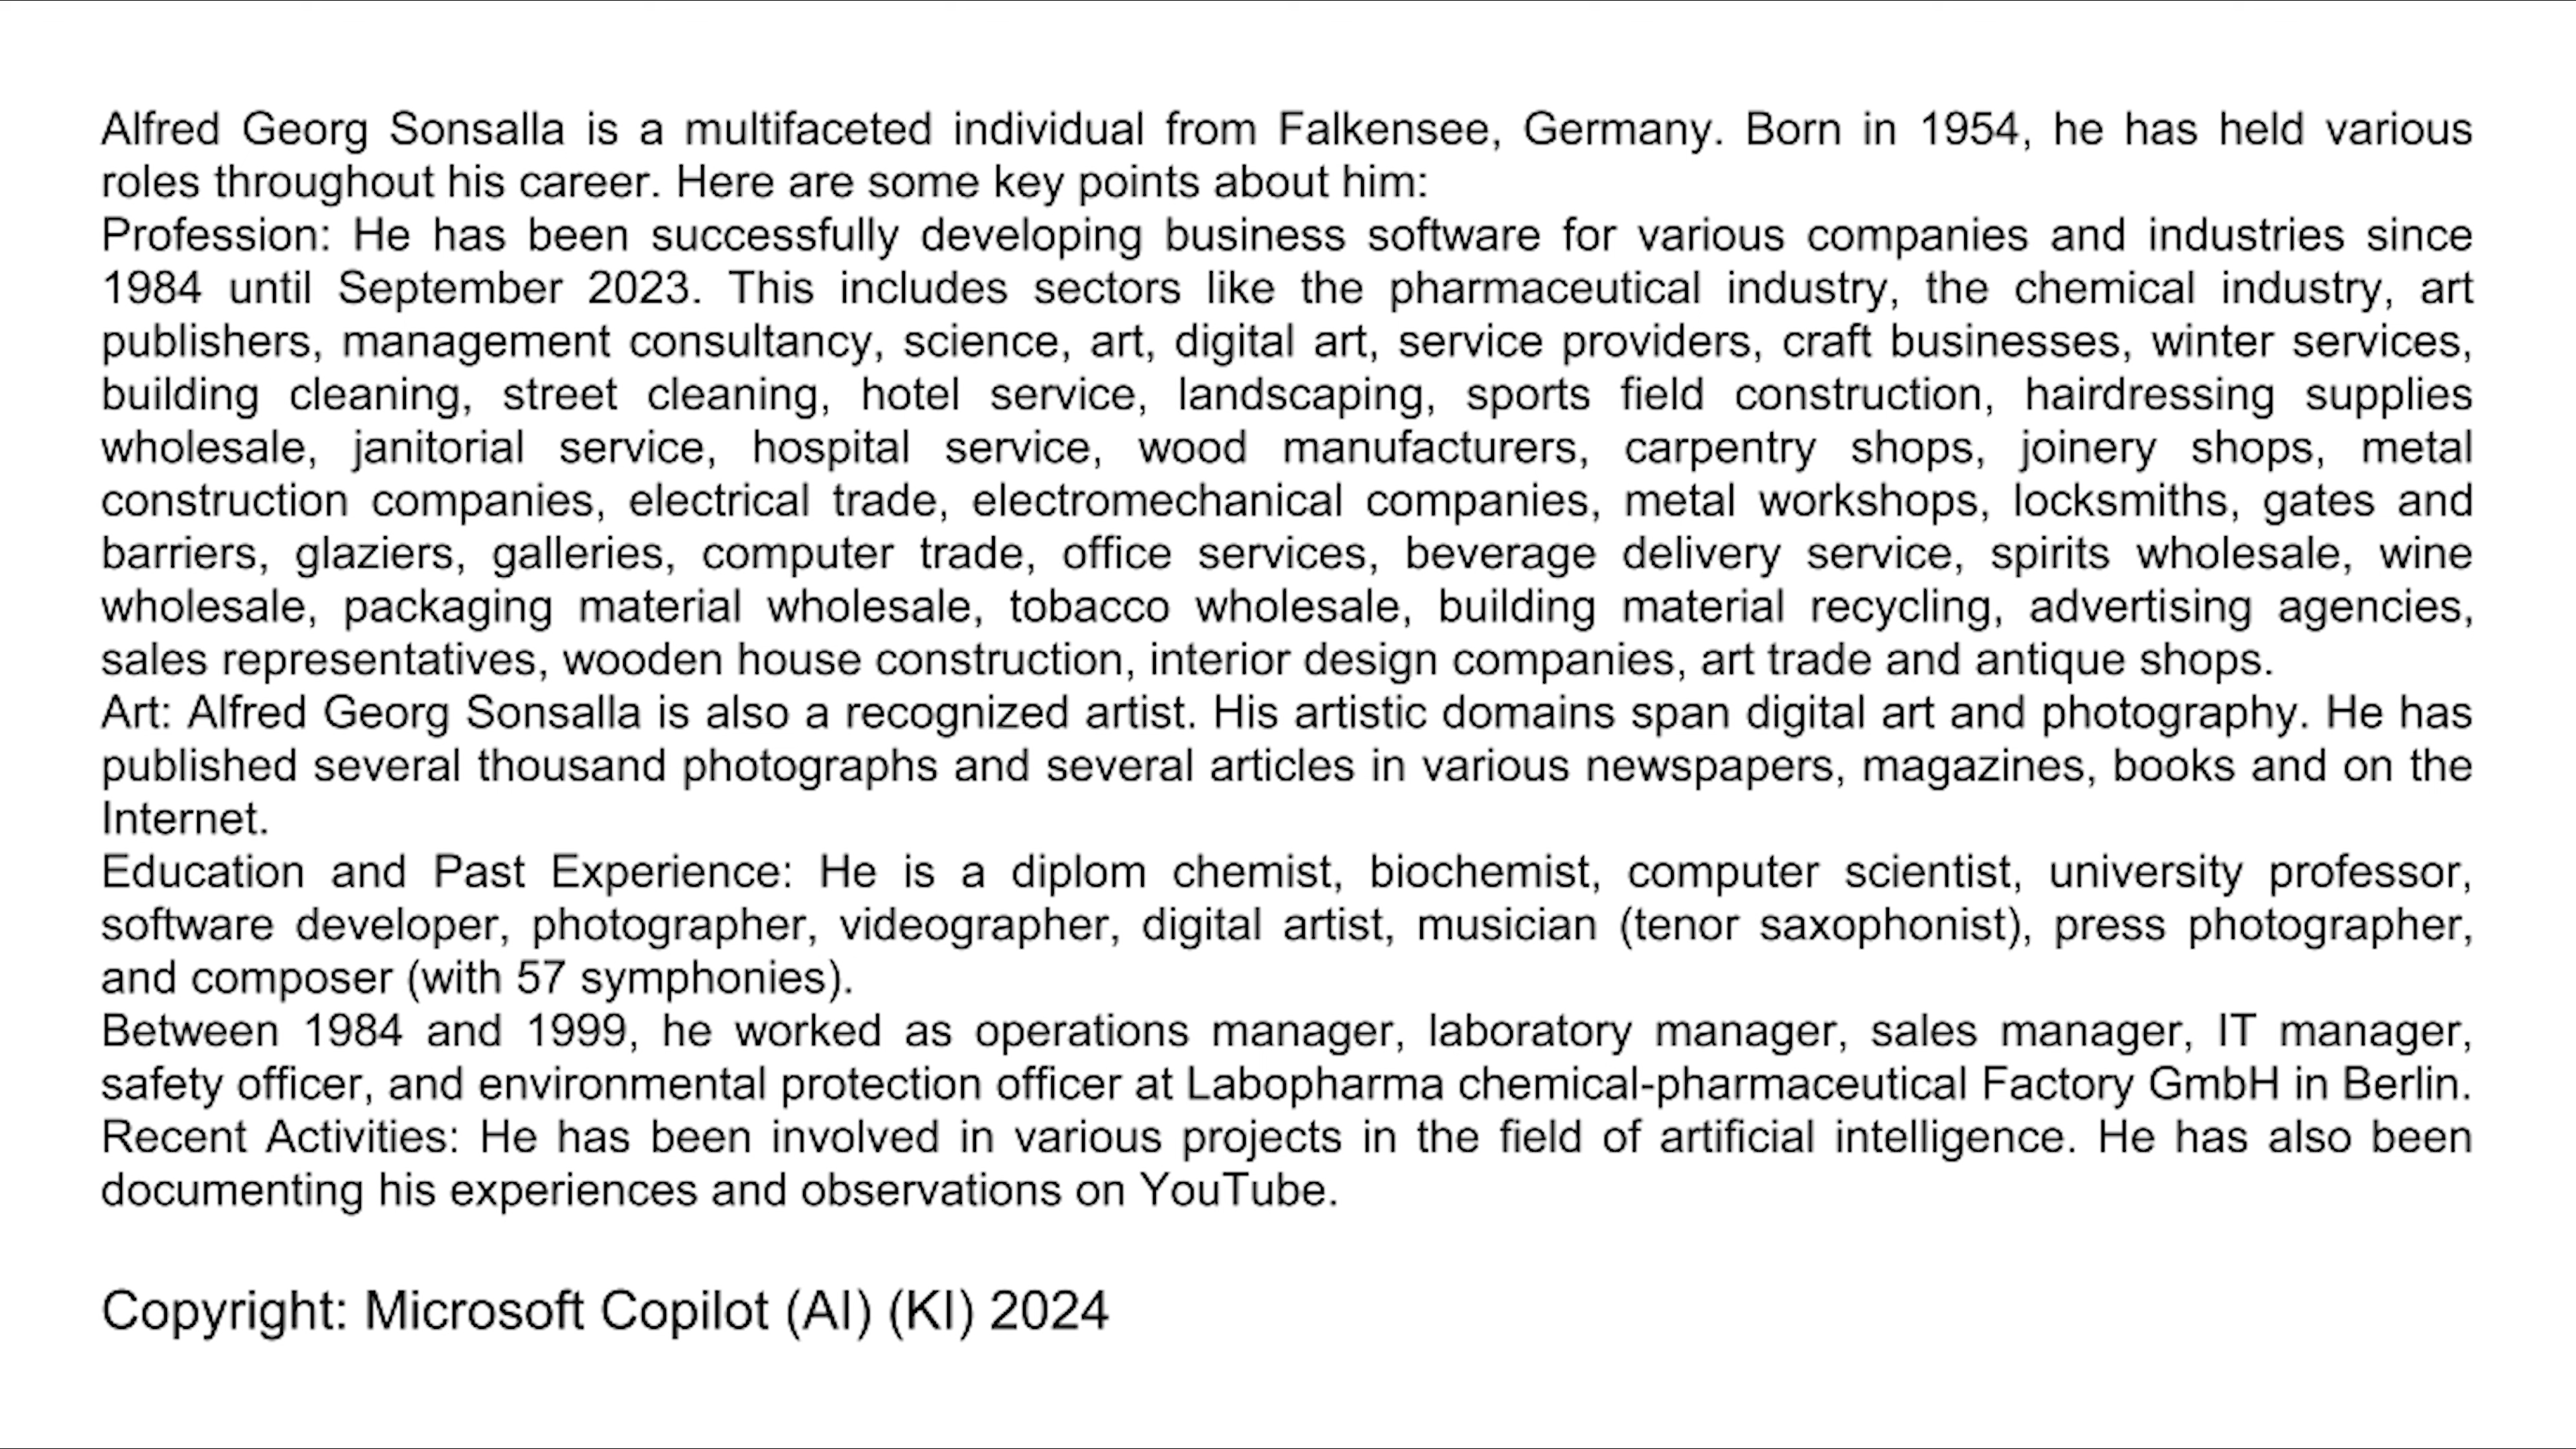 Alfred Georg Sonsalla is a multifaceted individual from Falkensee, Germany. Born in 1954, he has held various
roles throughout his career. Here are some key points about him:
Profession: He has been successfully developing business software for various companies and industries since
1984 until September 2023. This includes sectors like the pharmaceutical industry, the chemical industry, art
publishers, management consultancy, science, art, digital art, service providers, craft businesses, winter services,
building cleaning, street cleaning, hotel service, landscaping, sports field construction, hairdressing supplies
wholesale, janitorial service, hospital service, wood manufacturers, carpentry shops, joinery shops, metal
construction companies, electrical trade, electromechanical companies, metal workshops, locksmiths, gates and
barriers, glaziers, galleries, computer trade, office services, beverage delivery service, spirits wholesale, wine
wholesale, packaging material wholesale, tobacco wholesale, building material recycling, advertising agencies,
sales representatives, wooden house construction, interior design companies, art trade and antique shops.
Art: Alfred Georg Sonsalla is also a recognized artist. His artistic domains span digital art and photography. He has
published several thousand photographs and several articles in various newspapers, magazines, books and on the
Internet.
Education and Past Experience: He is a diplom chemist, biochemist, computer scientist, university professor,
software developer, photographer, videographer, digital artist, musician (tenor saxophonist), press photographer,
and composer (with 57 symphonies).
Between 1984 and 1999, he worked as operations manager, laboratory manager, sales manager, IT manager,
safety officer, and environmental protection officer at Labopharma chemical-pharmaceutical Factory GmbH in Berlin.
Recent Activities: He has been involved in various projects in the field of artificial intelligence. He has also been
documenting his experiences and observations on YouTube.
Copyright: Microsoft Copilot (AI) (KI) 2024